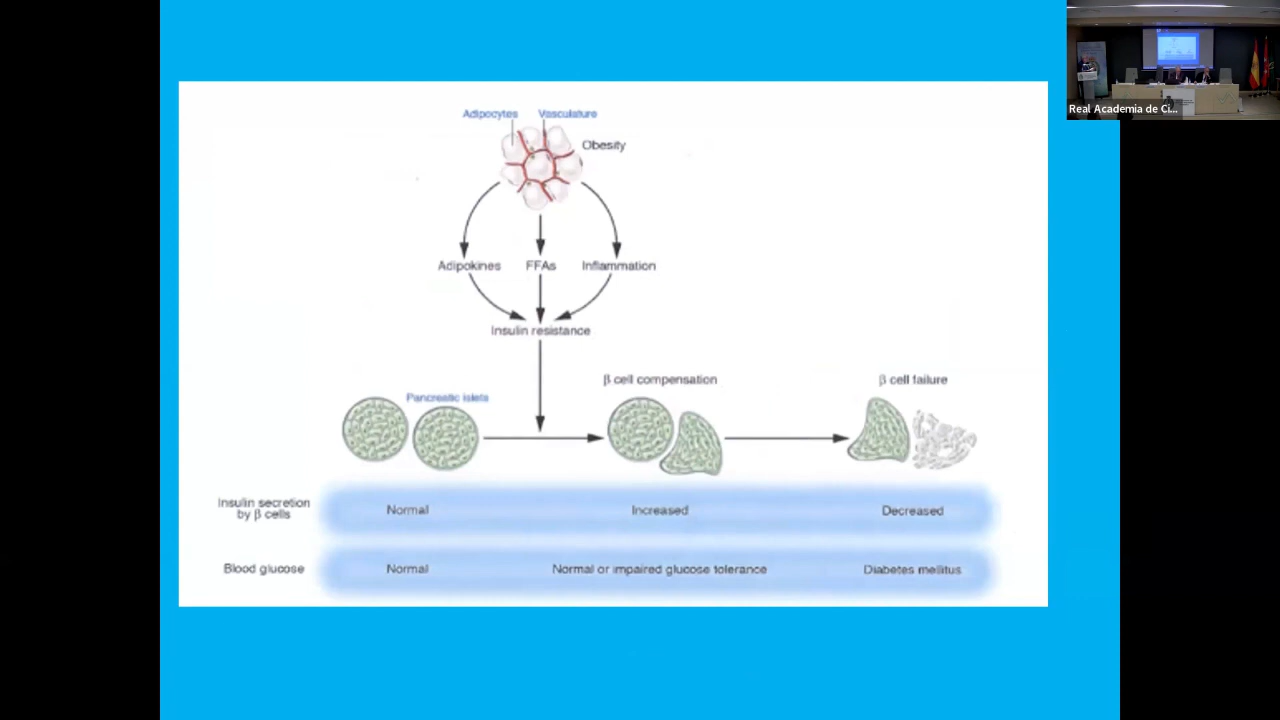 Real Academia de Ci...
Adipocytes Vasculature
Obesity
Adipokines FFAs Inflammation
Insulin resistance
β cell compensation β cell failure
Pancreatic islets
Insulin secretion
by β cells
Normal Increased Decreased
Blood glucose Normal Normal or impaired glucose tolerance Diabetes mellitus